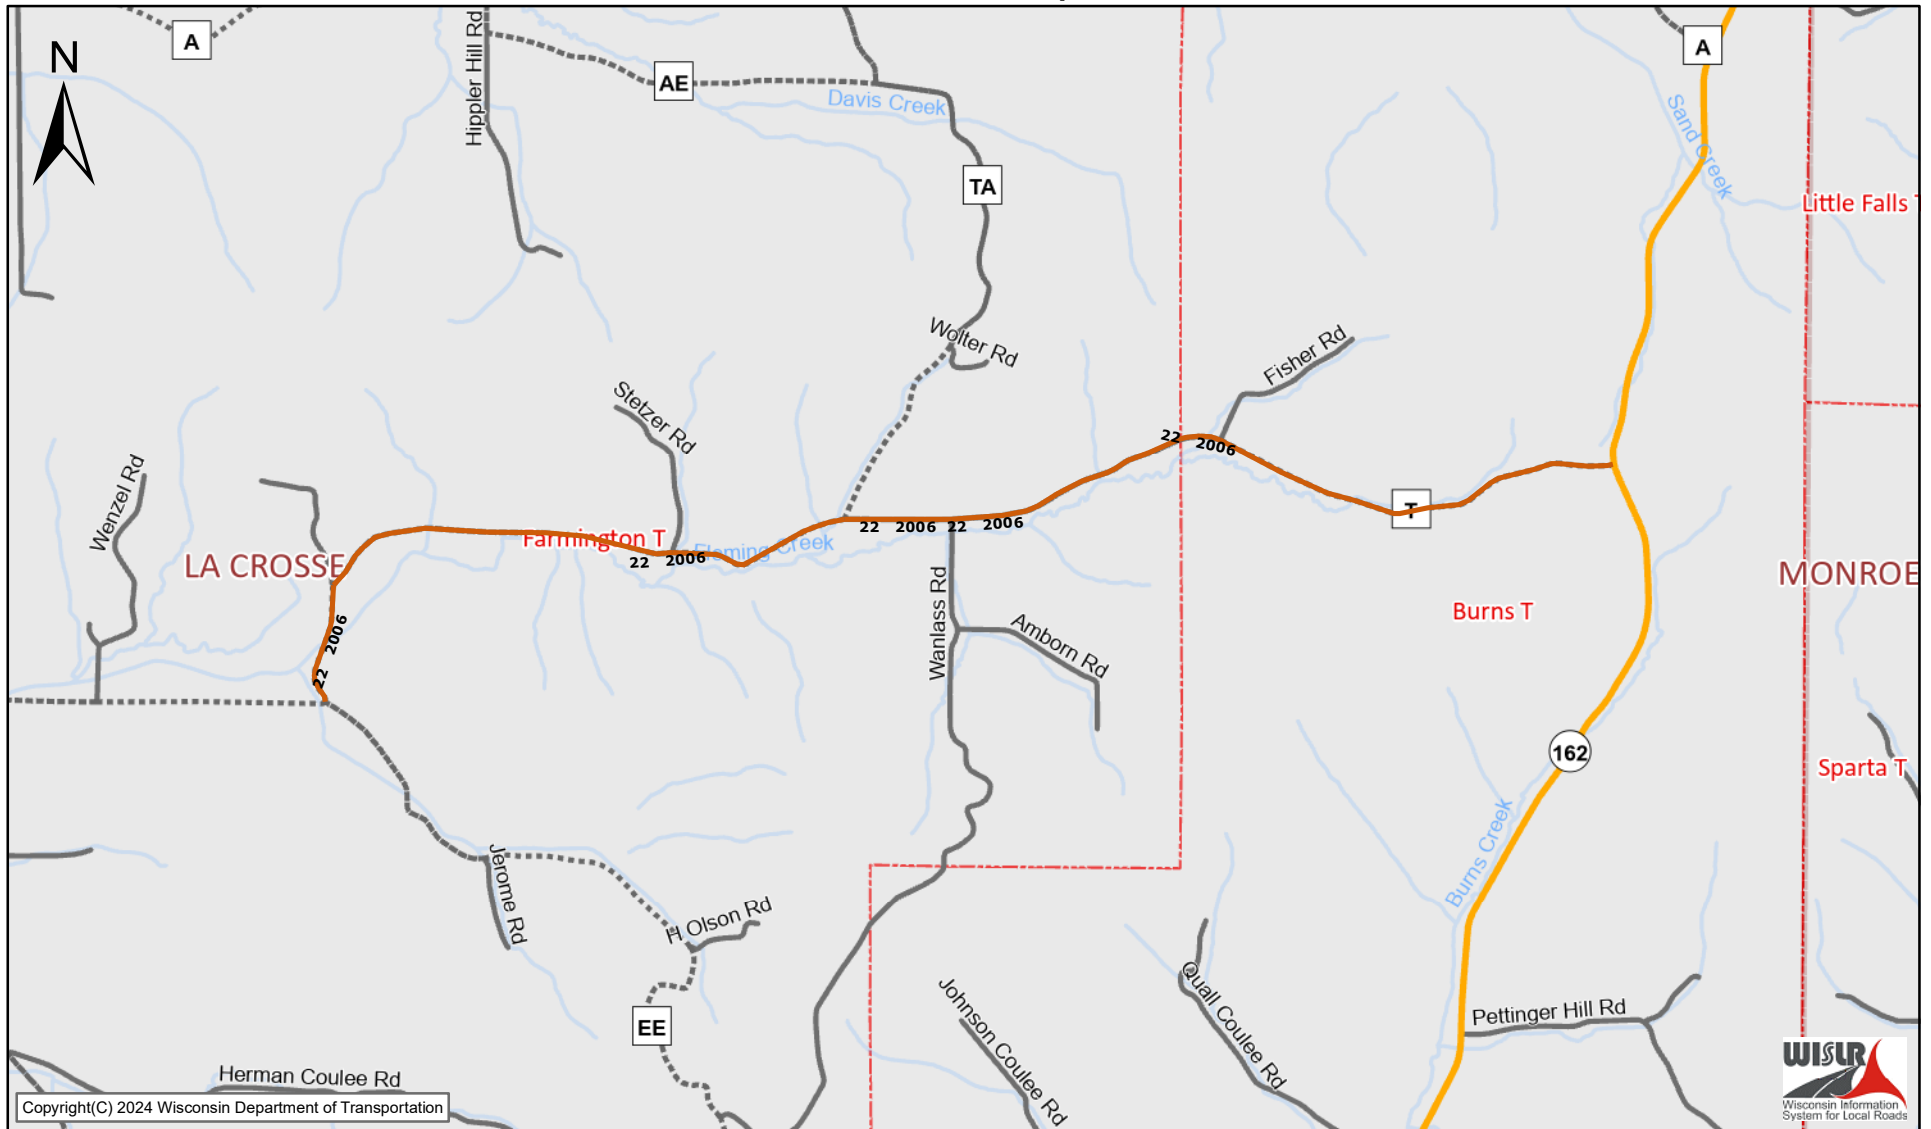 A
N
Hippler Hill Rd
AE
Davis Creek
TA
A
Sand Creek
Little Falls T
Wolter Rd
Fisher Rd
Stetzer Rd
Wenzel Rd
22
2006
T
LA CROSSE
Farmington T
22
2006
Fleming Creek
22
2006
22
2006
22
2006
Wanlass Rd
Amborn Rd
Burns T
MONROE
162
Sparta T
Burns Creek
Jerome Rd
H Olson Rd
EE
Johnson Coulee Rd
Quall Coulee Rd
Pettinger Hill Rd
Herman Coulee Rd
Copyright(C) 2024 Wisconsin Department of Transportation
WISLR
Wisconsin Information
System for Local Roads